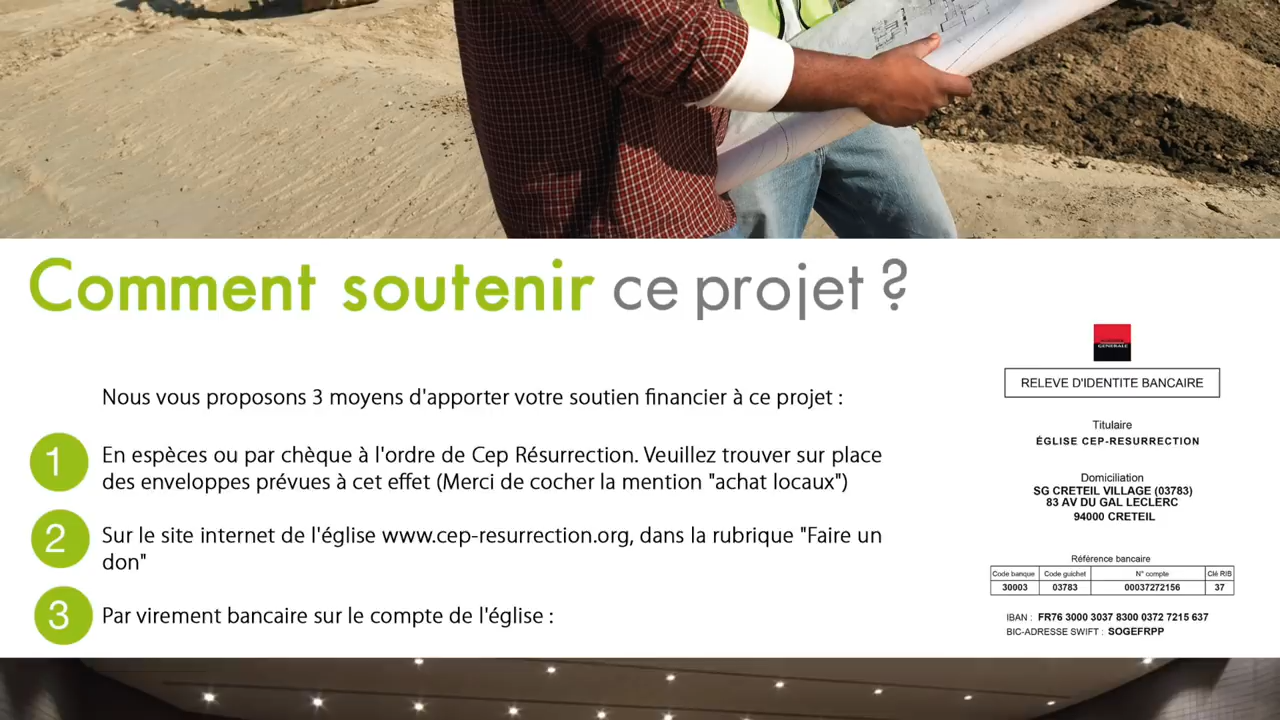 Comment soutenir ce projet ?
Nous vous proposons 3 moyens d'apporter votre soutien financier à ce projet :
1 En espèces ou par chèque à l'ordre de Cep Résurrection. Veuillez trouver sur place
des enveloppes prévues à cet effet (Merci de cocher la mention "achat locaux")
2 Sur le site internet de l'église www.cep-resurrection.org, dans la rubrique "Faire un
don"
3 Par virement bancaire sur le compte de l'église :
GENERALE
RELEVE D'IDENTITE BANCAIRE
Titulaire
ÉGLISE CEP-RESURRECTION
Domiciliation
SG CRETEIL VILLAGE (03783)
83 AV DU GAL LECLERC
94000 CRETEIL
Référence bancaire
Code banque Code guichet N° compte Clé RIB
30003 03783 00037272156 37
IBAN : FR76 3000 3037 8300 0372 7215 637
BIC-ADRESSE SWIFT : SOGEFRPP